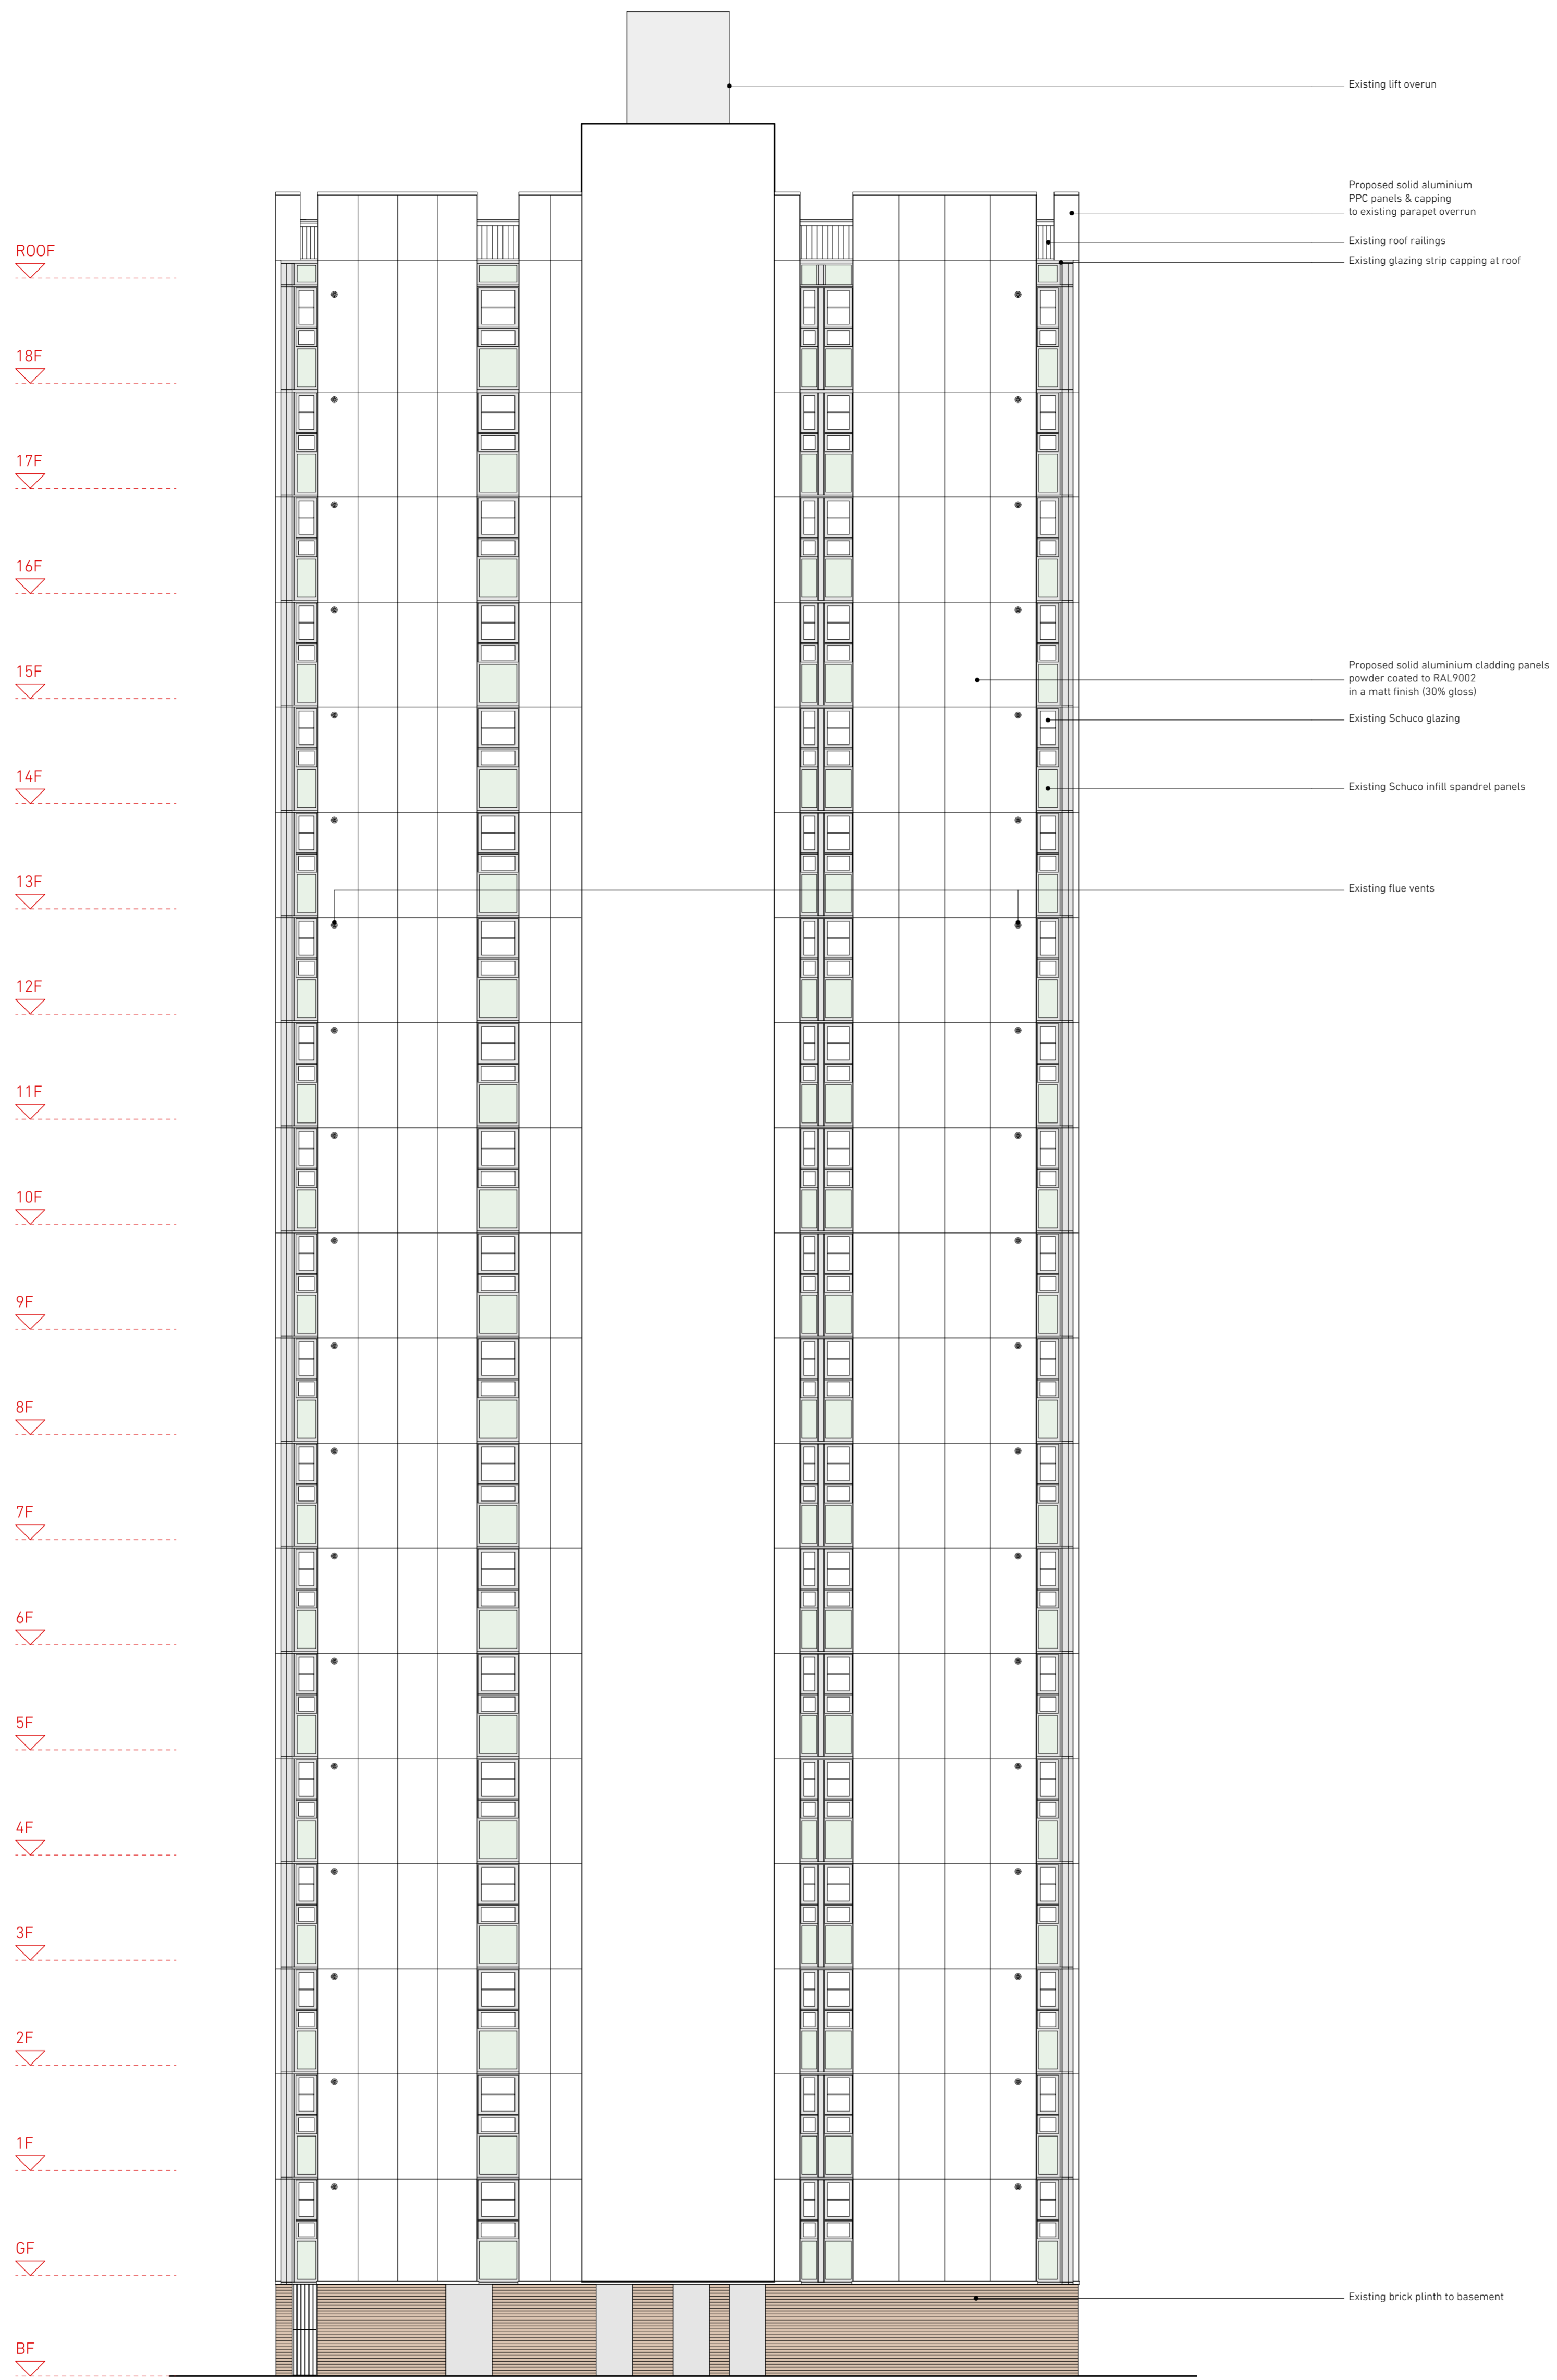 Existing lift overun
Proposed solid aluminium
PPC panels & capping
to existing parapet overrun
Existing roof railings
ROOF
Existing glazing strip capping at roof
18F
17F
16F
15F
Proposed solid aluminium cladding panels
powder coated to RAL9002
in a matt finish (30% gloss)
Existing Schuco glazing
14F
Existing Schuco infill spandrel panels
13F
Existing flue vents
12F
11F
10F
9F
8F
7F
6F
5F
4F
3F
2F
1F
GF
Existing brick plinth to basement
BF